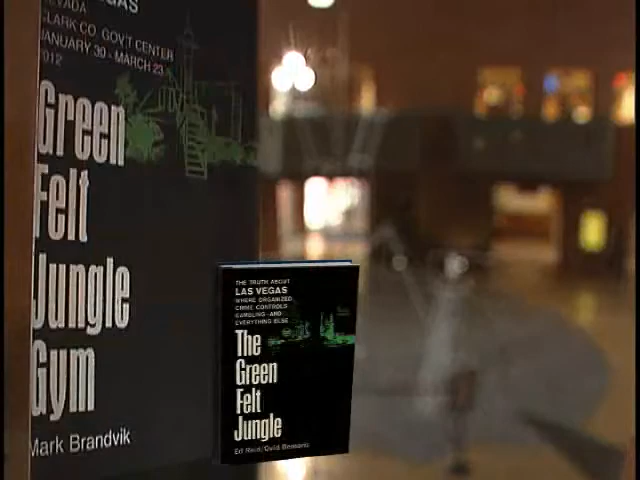 VEGAS
NEVADA
CLARK CO. GOV'T CENTER
JANUARY 30 - MARCH 23
2012
Green
Felt
Jungle
Gym
Mark Brandvik
THE TRUTH ABOUT
LAS VEGAS
WHERE ORGANIZED
CRIME CONTROLS
GAMBLING—AND
EVERYTHING ELSE
The
Green
Felt
Jungle
Ed Reid/Ovid Demaris